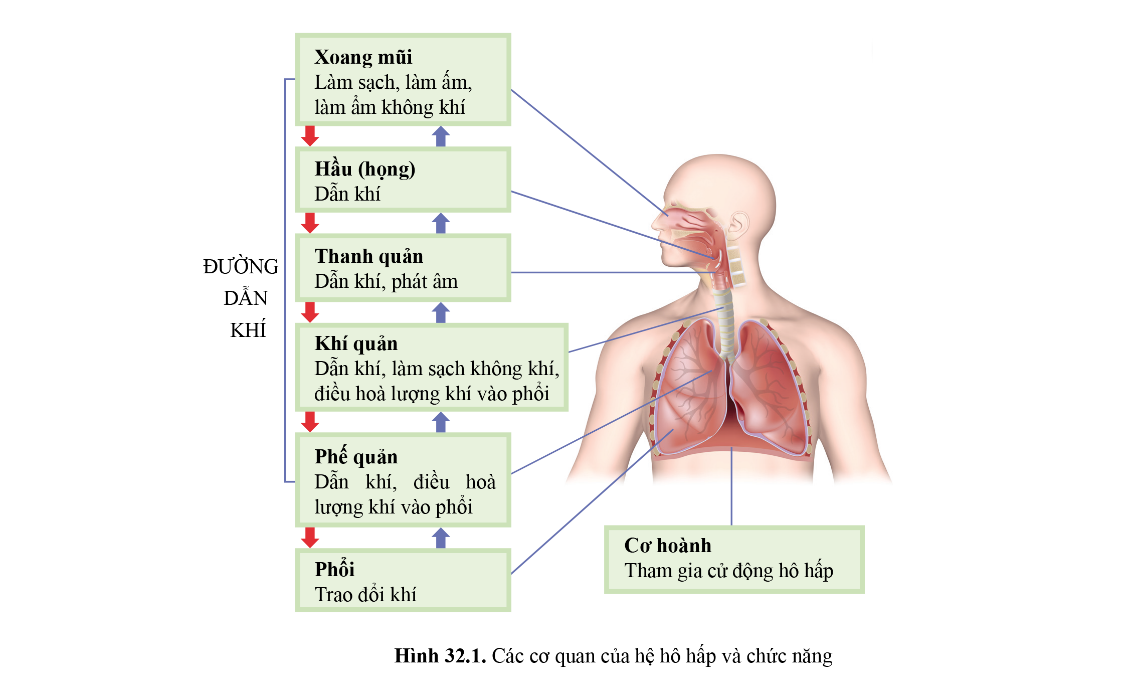 Xoang mũi
Làm sạch, làm ấm,
làm ẩm không khí
Hầu (họng)
Dẫn khí
Thanh quản
Dẫn khí, phát âm
ĐƯỜNG
DẪN
KHÍ
Khí quản
Dẫn khí, làm sạch không khí,
điều hoà lượng khí vào phổi
Phế quản
Dẫn khí, điều hoà
lượng khí vào phổi
Phổi
Trao đổi khí
Cơ hoành
Tham gia cử động hô hấp
Hình 32.1. Các cơ quan của hệ hô hấp và chức năng